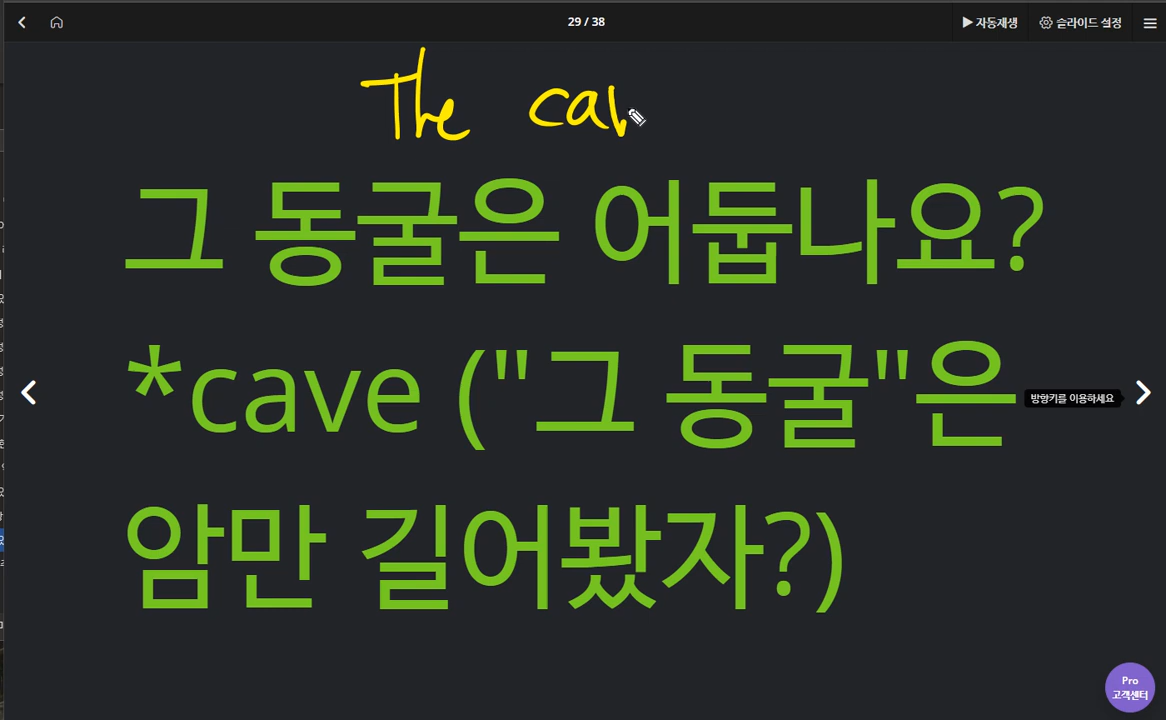 29 / 38
▶ 자동재생
슬라이드 설정
The cav
그 동굴은 어둡나요?
*cave ("그 동굴"은
방향키를 이용하세요
암만 길어봤자?)
Pro
고객센터